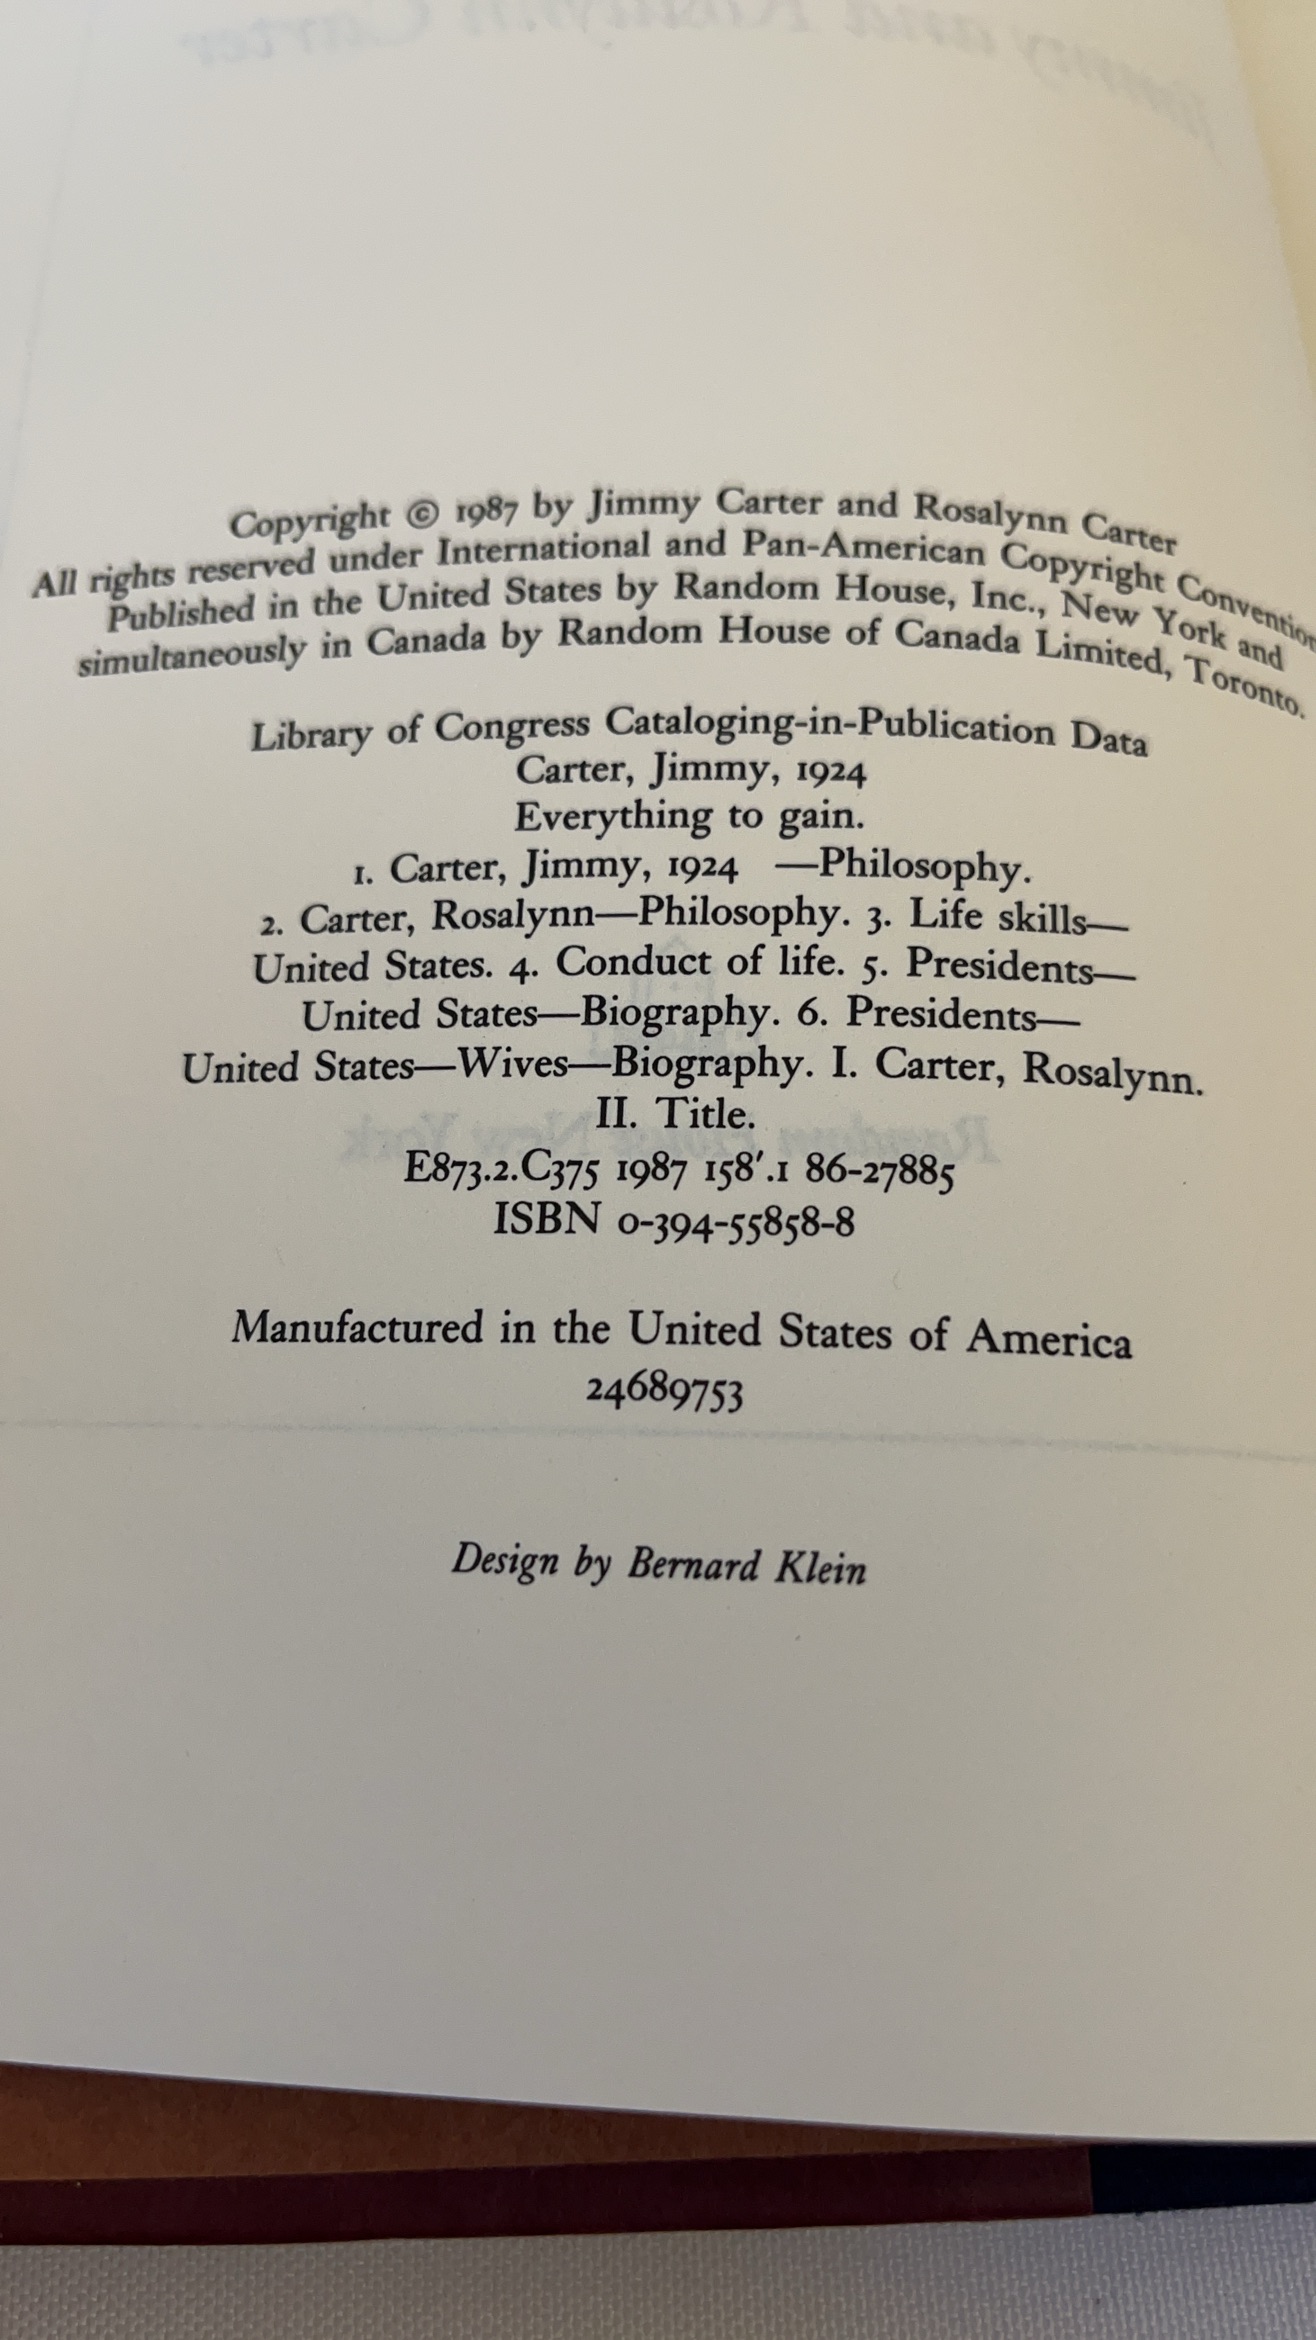 Copyright © 1987 by Jimmy Carter and Rosalynn Carter
All rights reserved under International and Pan-American Copyright
Published in the United States by Random House, Inc., New York and
simultaneously in Canada by Random House of Canada Limited, Toronto.
Library of Congress Cataloging-in-Publication Data
Carter, Jimmy, 1924
Everything to gain.
1. Carter, Jimmy, 1924 —Philosophy.
2. Carter, Rosalynn—Philosophy. 3. Life skills—
United States. 4. Conduct of life. 5. Presidents—
United States—Biography. 6. Presidents—
United States—Wives—Biography. I. Carter, Rosalynn.
II. Title.
E873.2.C375 1987 158′.1 86-27885
ISBN 0-394-55858-8
Manufactured in the United States of America
24689753
Design by Bernard Klein